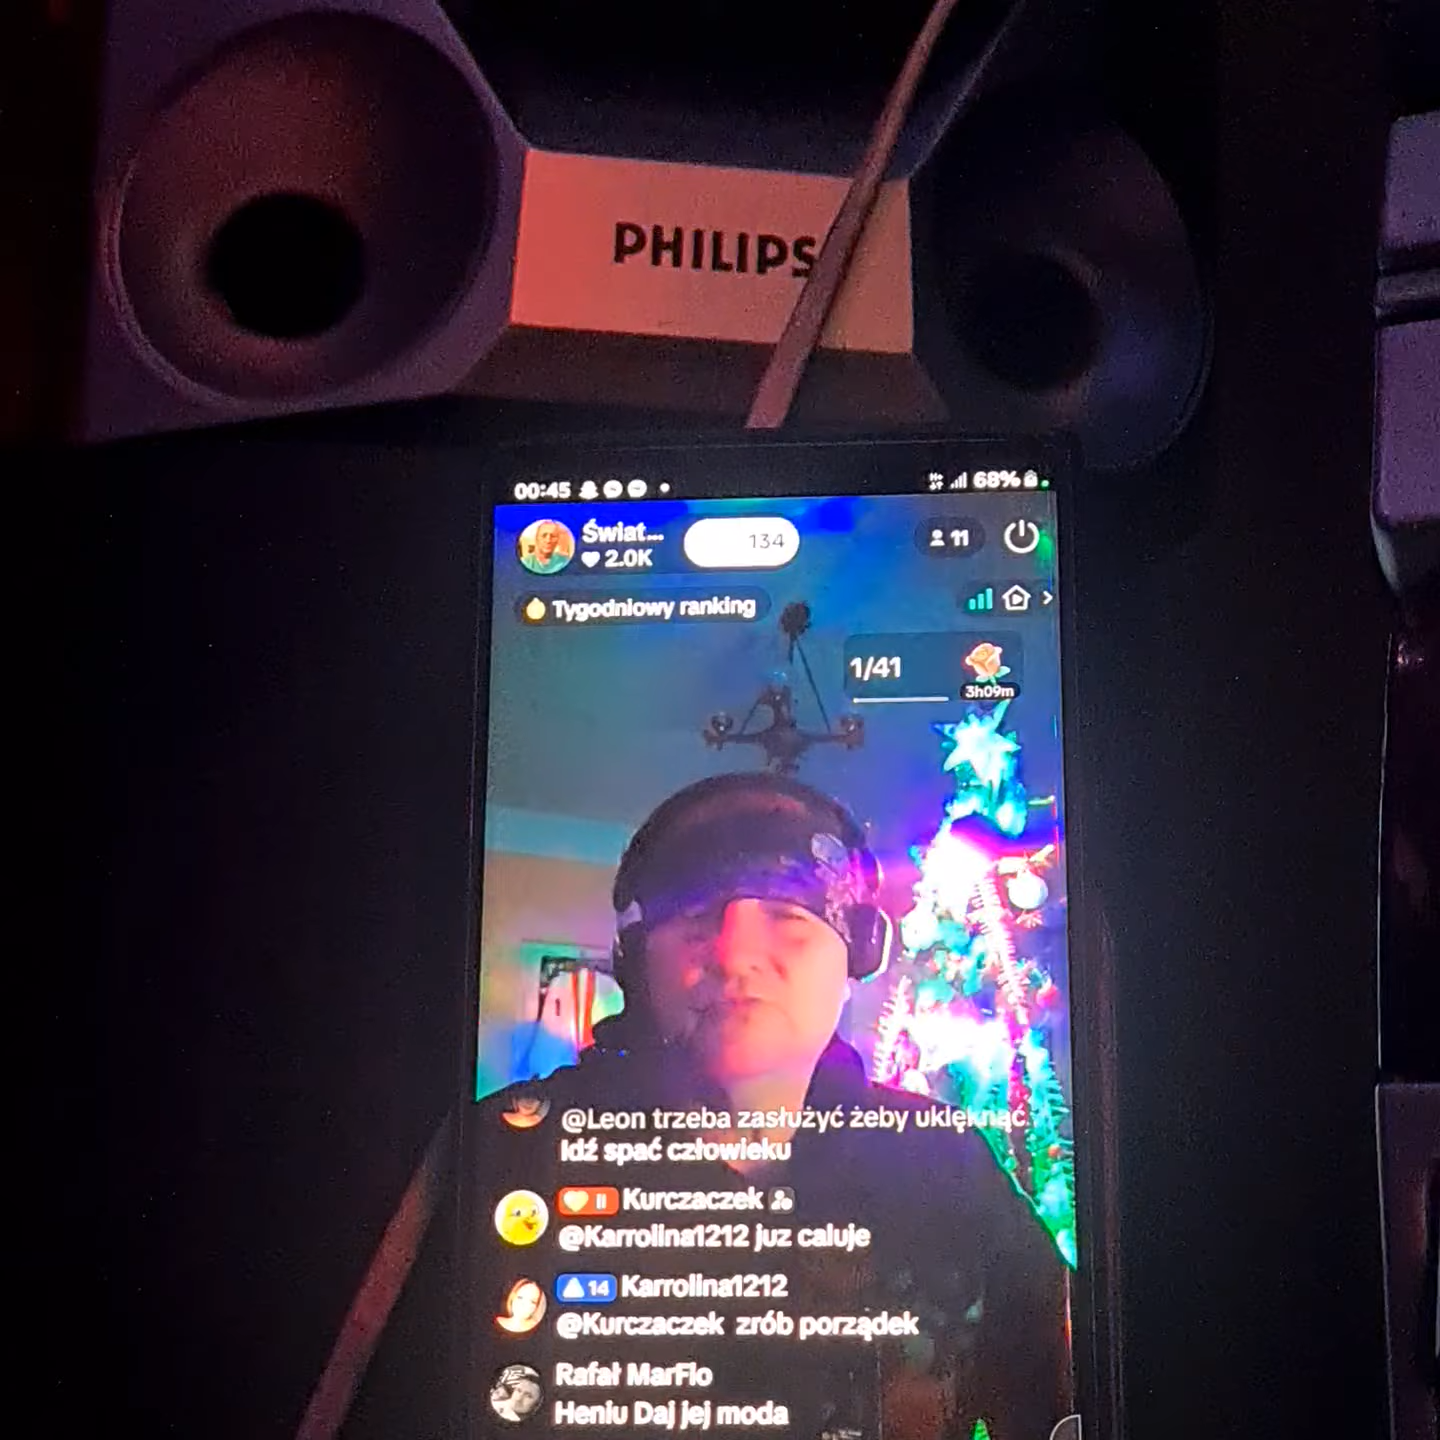 PHILIPS
00:45 68%
Świat... 134 11
2.0K
Tygodniowy ranking
1/41
3h09m
@Leon trzeba zasłużyć żeby uklęknąć.
Idź spać człowieku
II Kurczaczek
@Karrolina1212 juz caluje
14 Karrolina1212
@Kurczaczek zrób porządek
Rafał MarFlo
Heniu Daj jej moda